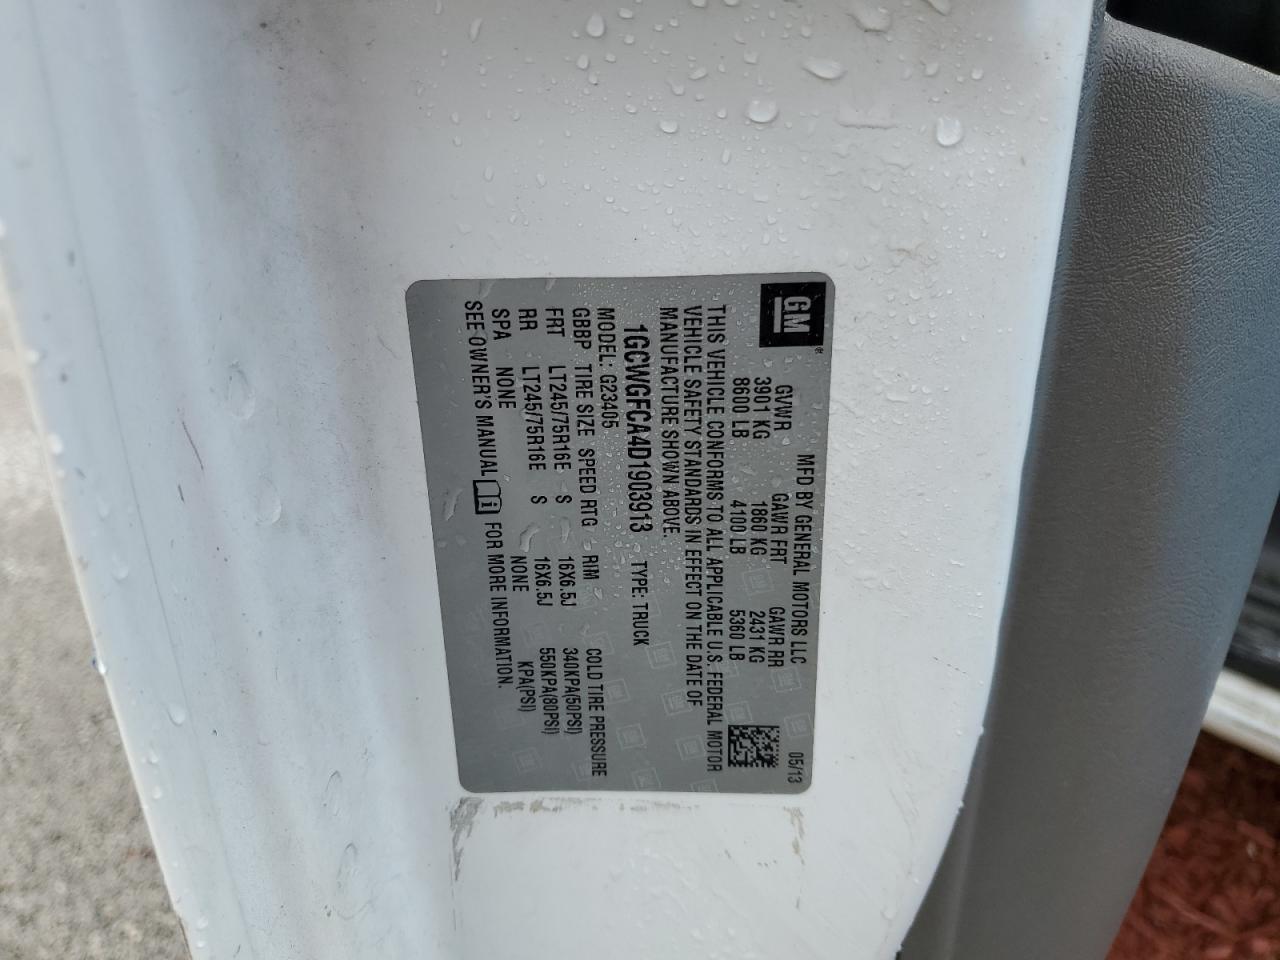 GM
MFD BY GENERAL MOTORS LLC 05/13
GVWR GAWR FRT GAWR RR
3901 KG 1860 KG 2431 KG
8600 LB 4100 LB 5360 LB
THIS VEHICLE CONFORMS TO ALL APPLICABLE U.S. FEDERAL MOTOR
VEHICLE SAFETY STANDARDS IN EFFECT ON THE DATE OF
MANUFACTURE SHOWN ABOVE.
1GCWGFCA4D1903913 TYPE: TRUCK
MODEL: G23405
GBBP TIRE SIZE SPEED RTG RIM COLD TIRE PRESSURE
FRT LT245/75R16E S 16X6.5J 340KPA(50PSI)
RR LT245/75R16E S 16X6.5J 550KPA(80PSI)
SPA NONE NONE KPA(PSI)
SEE OWNER'S MANUAL FOR MORE INFORMATION.